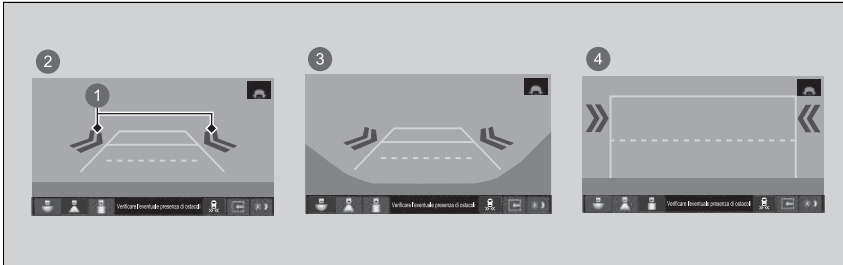 2
1
Verificare l'eventuale presenza di ostacoli
3
Verificare l'eventuale presenza di ostacoli
4
Verificare l'eventuale presenza di ostacoli